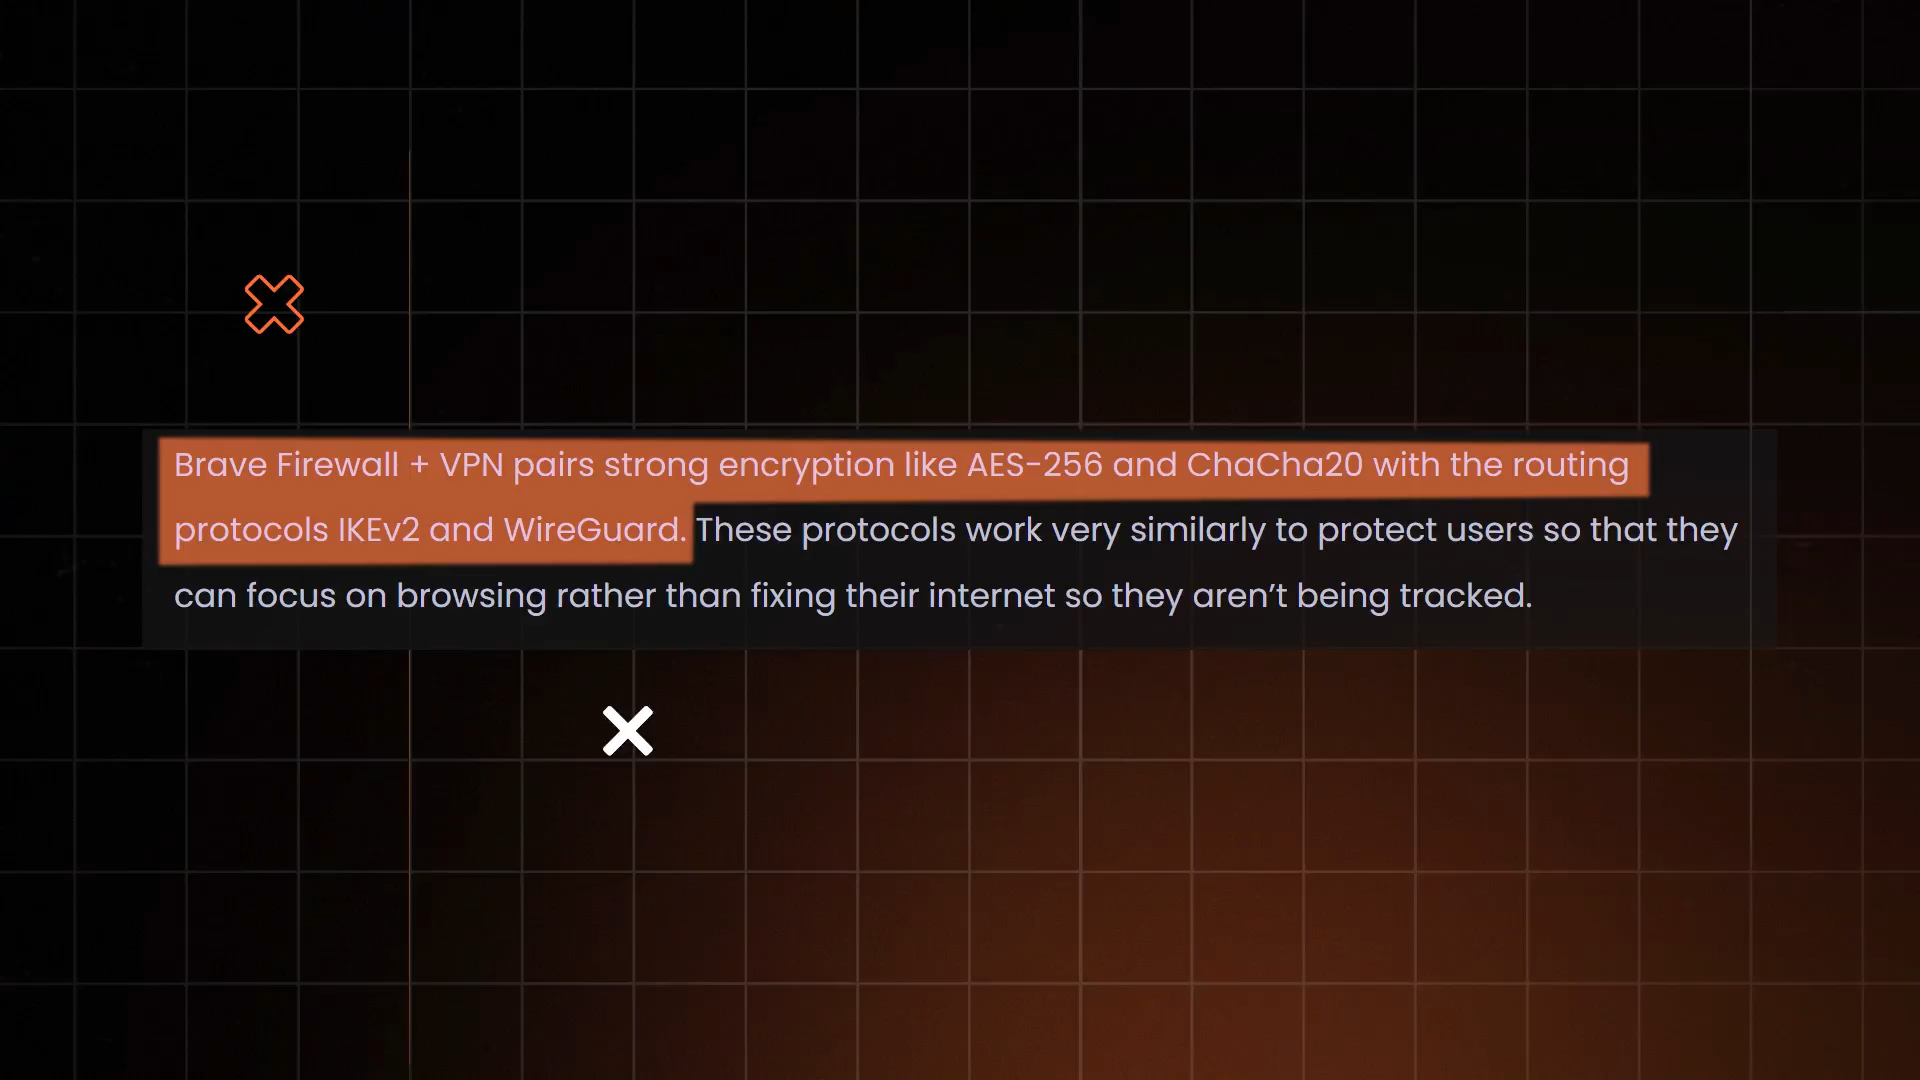 Brave Firewall + VPN pairs strong encryption like AES-256 and ChaCha20 with the routing
protocols IKEv2 and WireGuard. These protocols work very similarly to protect users so that they
can focus on browsing rather than fixing their internet so they aren’t being tracked.